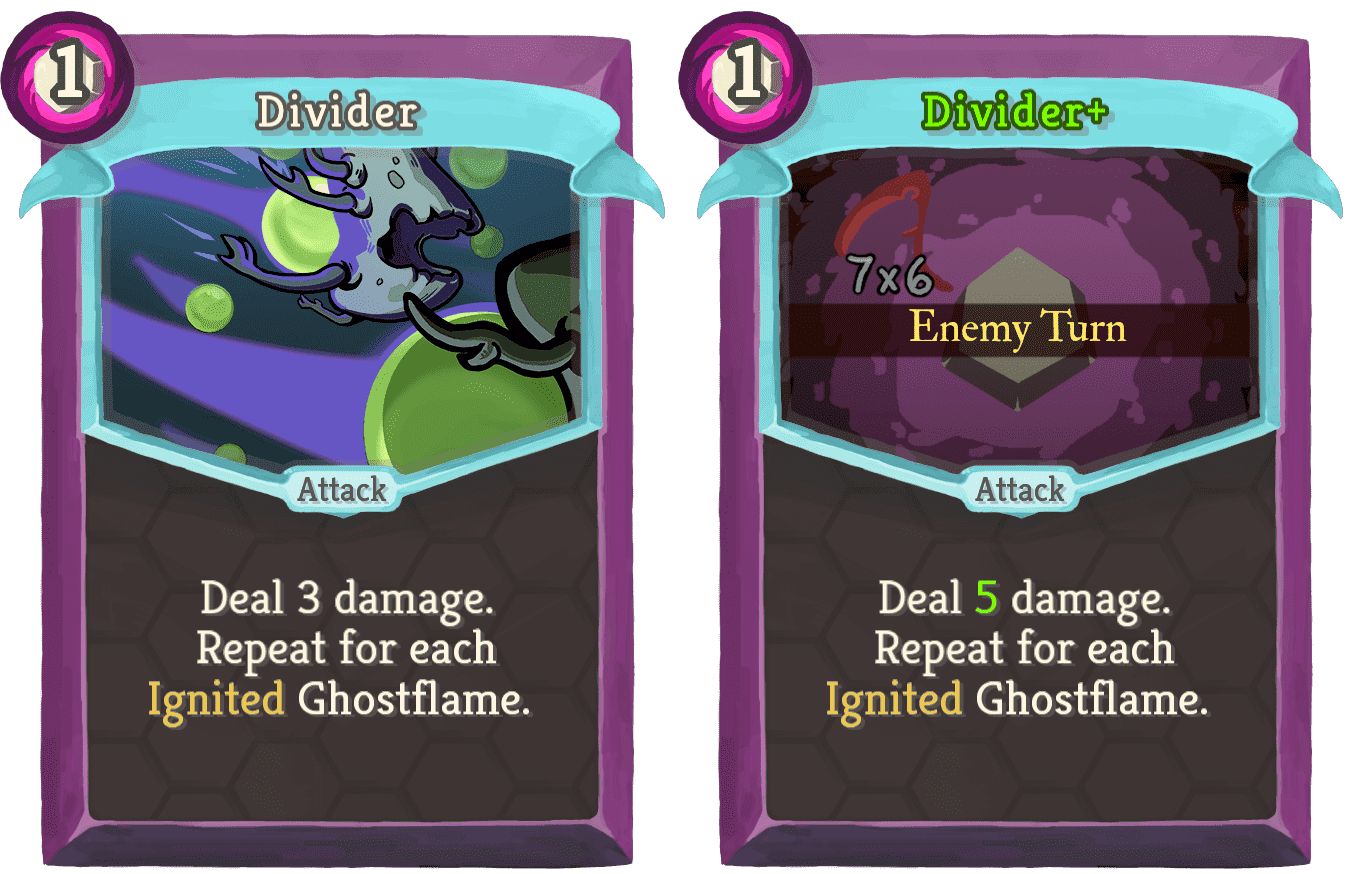 1
Divider
Attack
Deal 3 damage.
Repeat for each
Ignited Ghostflame.
1
Divider+
7x6
Enemy Turn
Attack
Deal 5 damage.
Repeat for each
Ignited Ghostflame.